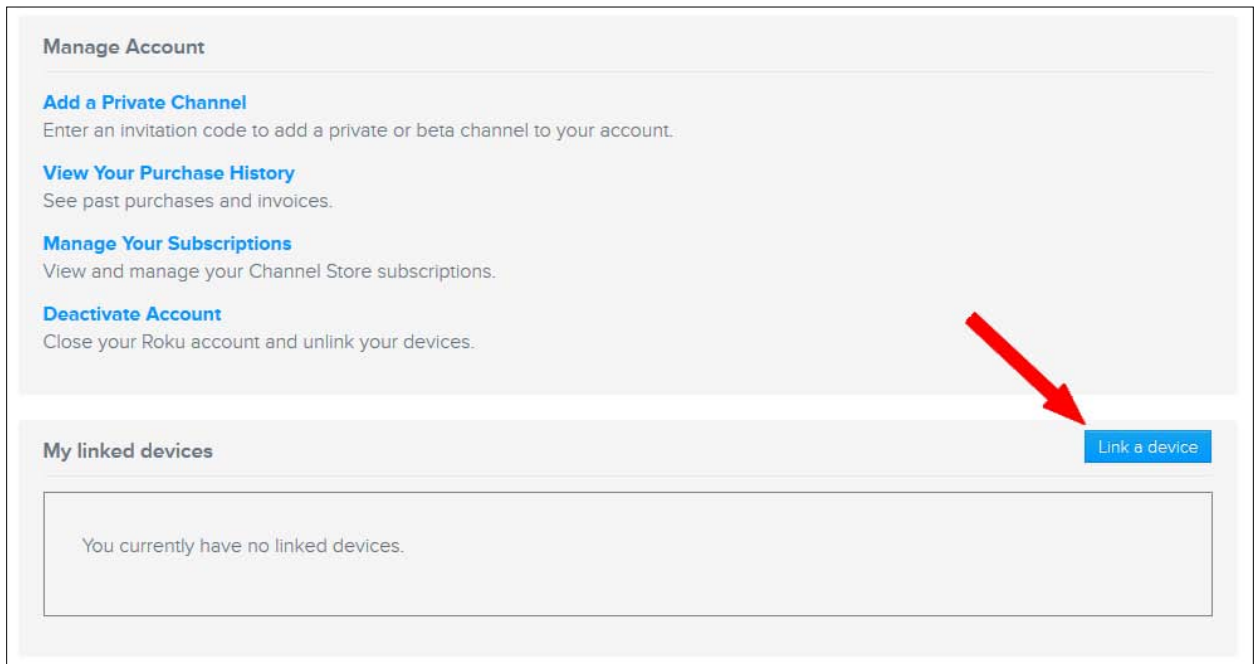 Manage Account
Add a Private Channel
Enter an invitation code to add a private or beta channel to your account.
View Your Purchase History
See past purchases and invoices.
Manage Your Subscriptions
View and manage your Channel Store subscriptions.
Deactivate Account
Close your Roku account and unlink your devices.
My linked devices
Link a device
You currently have no linked devices.